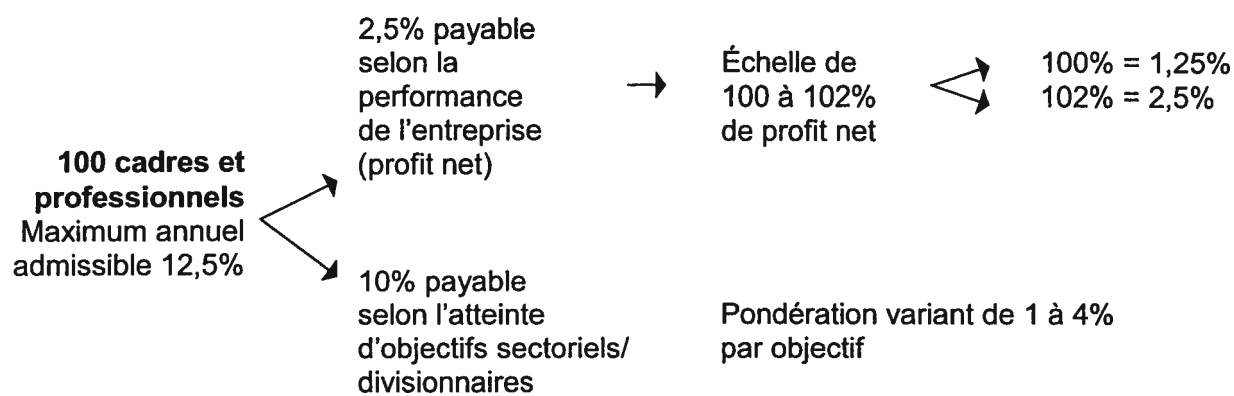 100 cadres et
professionnels
Maximum annuel
admissible 12,5%
2,5% payable
selon la
performance
de l'entreprise
(profit net)
Échelle de
100 à 102%
de profit net
100% = 1,25%
102% = 2,5%
10% payable
selon l'atteinte
d'objectifs sectoriels/
divisionnaires
Pondération variant de 1 à 4%
par objectif